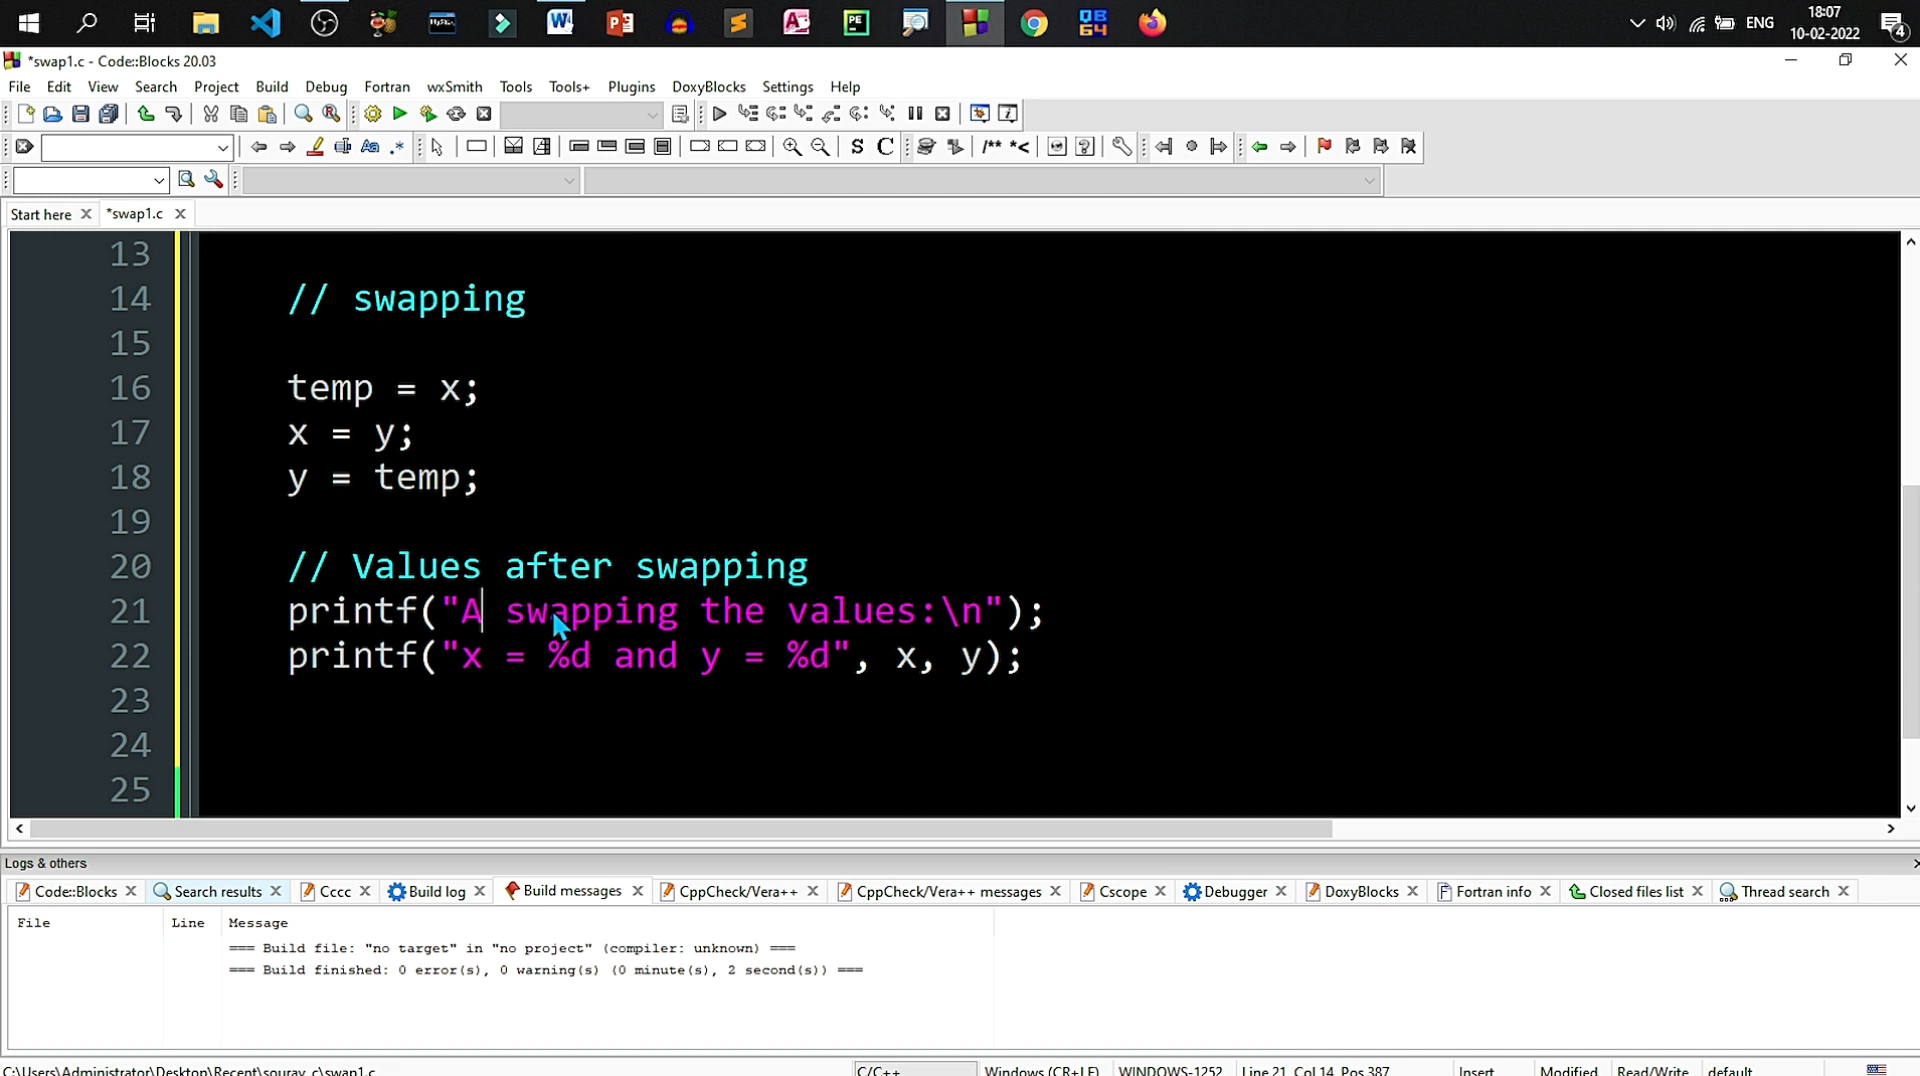 18:07
ENG
10-02-2022
4
*swap1.c - Code::Blocks 20.03
File Edit View Search Project Build Debug Fortran wxSmith Tools Tools+ Plugins DoxyBlocks Settings Help
Start here *swap1.c
13
14 // swapping
15
16 temp = x;
17 x = y;
18 y = temp;
19
20 // Values after swapping
21 printf("A swapping the values:\n");
22 printf("x = %d and y = %d", x, y);
23
24
25
Logs & others
Code::Blocks Search results Cccc Build log Build messages CppCheck/Vera++ CppCheck/Vera++ messages Cscope Debugger DoxyBlocks Fortran info Closed files list Thread search
File Line Message
=== Build file: "no target" in "no project" (compiler: unknown) ===
=== Build finished: 0 error(s), 0 warning(s) (0 minute(s), 2 second(s)) ===
C:\Users\Administrator\Desktop\Recent\sourav_c\swap1.c C/C++ Windows (CR+LF) WINDOWS-1252 Line 21, Col 14, Pos 387 Insert Modified Read/Write default